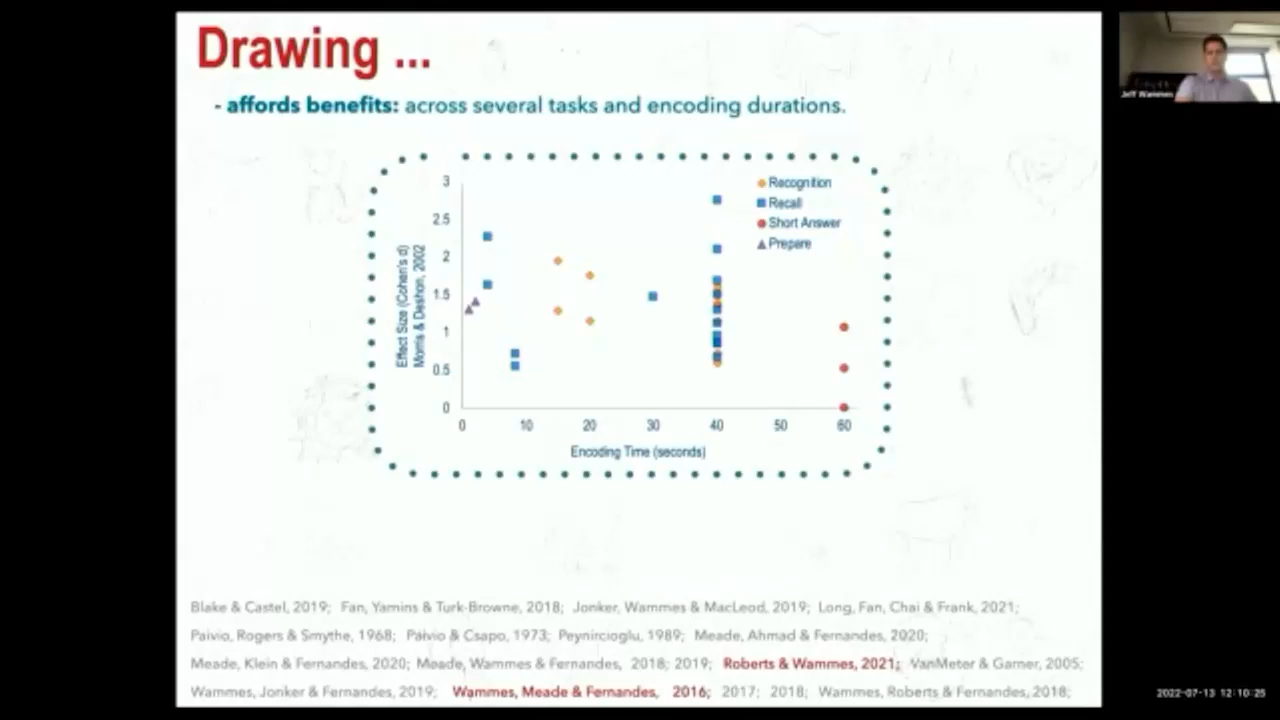 Drawing ...
- affords benefits: across several tasks and encoding durations.
Recognition
Recall
Short Answer
Prepare
Effect Size (Cohen's d)
Morris & Deshon, 2002
3
2.5
2
1.5
1
0.5
0
0 10 20 30 40 50 60
Encoding Time (seconds)
Blake & Castel, 2019; Fan, Yamins & Turk-Browne, 2018; Jonker, Wammes & MacLeod, 2019; Long, Fan, Chai & Frank, 2021;
Paivio, Rogers & Smythe, 1968; Paivio & Csapo, 1973; Peynircioglu, 1989; Meade, Ahmad & Fernandes, 2020;
Meade, Klein & Fernandes, 2020; Meade, Wammes & Fernandes, 2018; 2019; Roberts & Wammes, 2021; VanMeter & Garner, 2005;
Wammes, Jonker & Fernandes, 2019; Wammes, Meade & Fernandes, 2016; 2017; 2018; Wammes, Roberts & Fernandes, 2018;
Jeff Wammes
2022-07-13 12:10:25